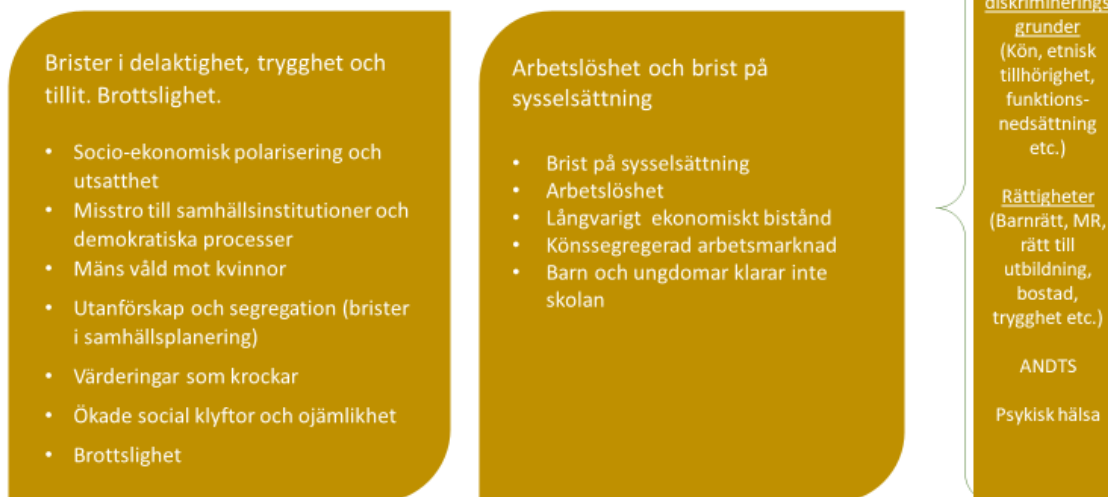 Brister i delaktighet, trygghet och
tillit. Brottslighet.
• Socio-ekonomisk polarisering och
utsatthet
• Misstro till samhällsinstitutioner och
demokratiska processer
• Mäns våld mot kvinnor
• Utanförskap och segregation (brister
i samhällsplanering)
• Värderingar som krockar
• Ökade social klyftor och ojämlikhet
• Brottslighet
Arbetslöshet och brist på
sysselsättning
• Brist på sysselsättning
• Arbetslöshet
• Långvarigt ekonomiskt bistånd
• Könssegregerad arbetsmarknad
• Barn och ungdomar klarar inte
skolan
diskriminerings
grunder
(Kön, etnisk
tillhörighet,
funktions-
nedsättning
etc.)
Rättigheter
(Barnrätt, MR,
rätt till
utbildning,
bostad,
trygghet etc.)
ANDTS
Psykisk hälsa